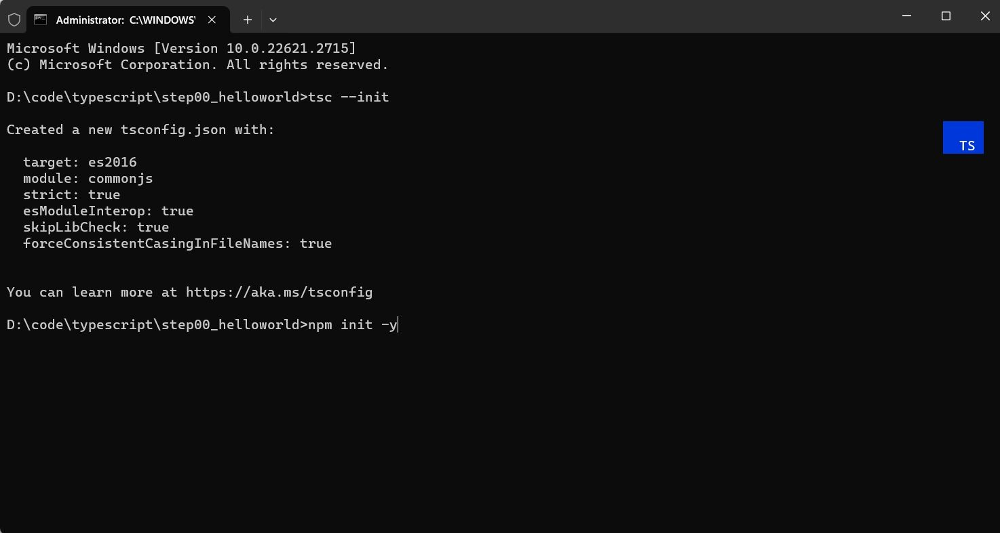 Administrator: C:\WINDOWS\
Microsoft Windows [Version 10.0.22621.2715]
(c) Microsoft Corporation. All rights reserved.
D:\code\typescript\step00_helloworld>tsc --init
Created a new tsconfig.json with:
TS
target: es2016
module: commonjs
strict: true
esModuleInterop: true
skipLibCheck: true
forceConsistentCasingInFileNames: true
You can learn more at https://aka.ms/tsconfig
D:\code\typescript\step00_helloworld>npm init -y